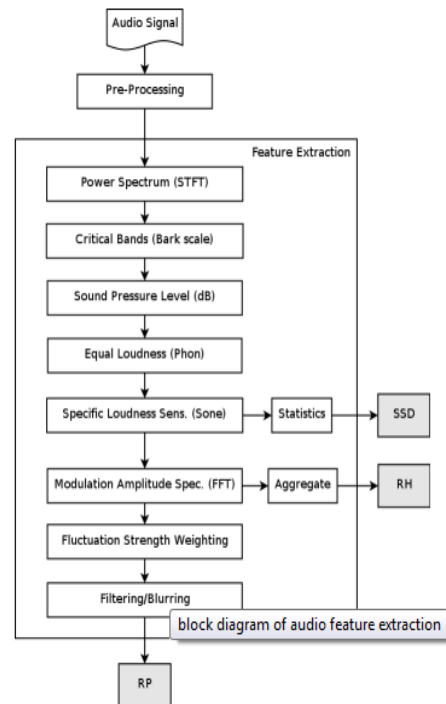 Audio Signal
Pre-Processing
Feature Extraction
Power Spectrum (STFT)
Critical Bands (Bark scale)
Sound Pressure Level (dB)
Equal Loudness (Phon)
Specific Loudness Sens. (Sone)
Statistics
SSD
Modulation Amplitude Spec. (FFT)
Aggregate
RH
Fluctuation Strength Weighting
Filtering/Blurring
block diagram of audio feature extraction
RP